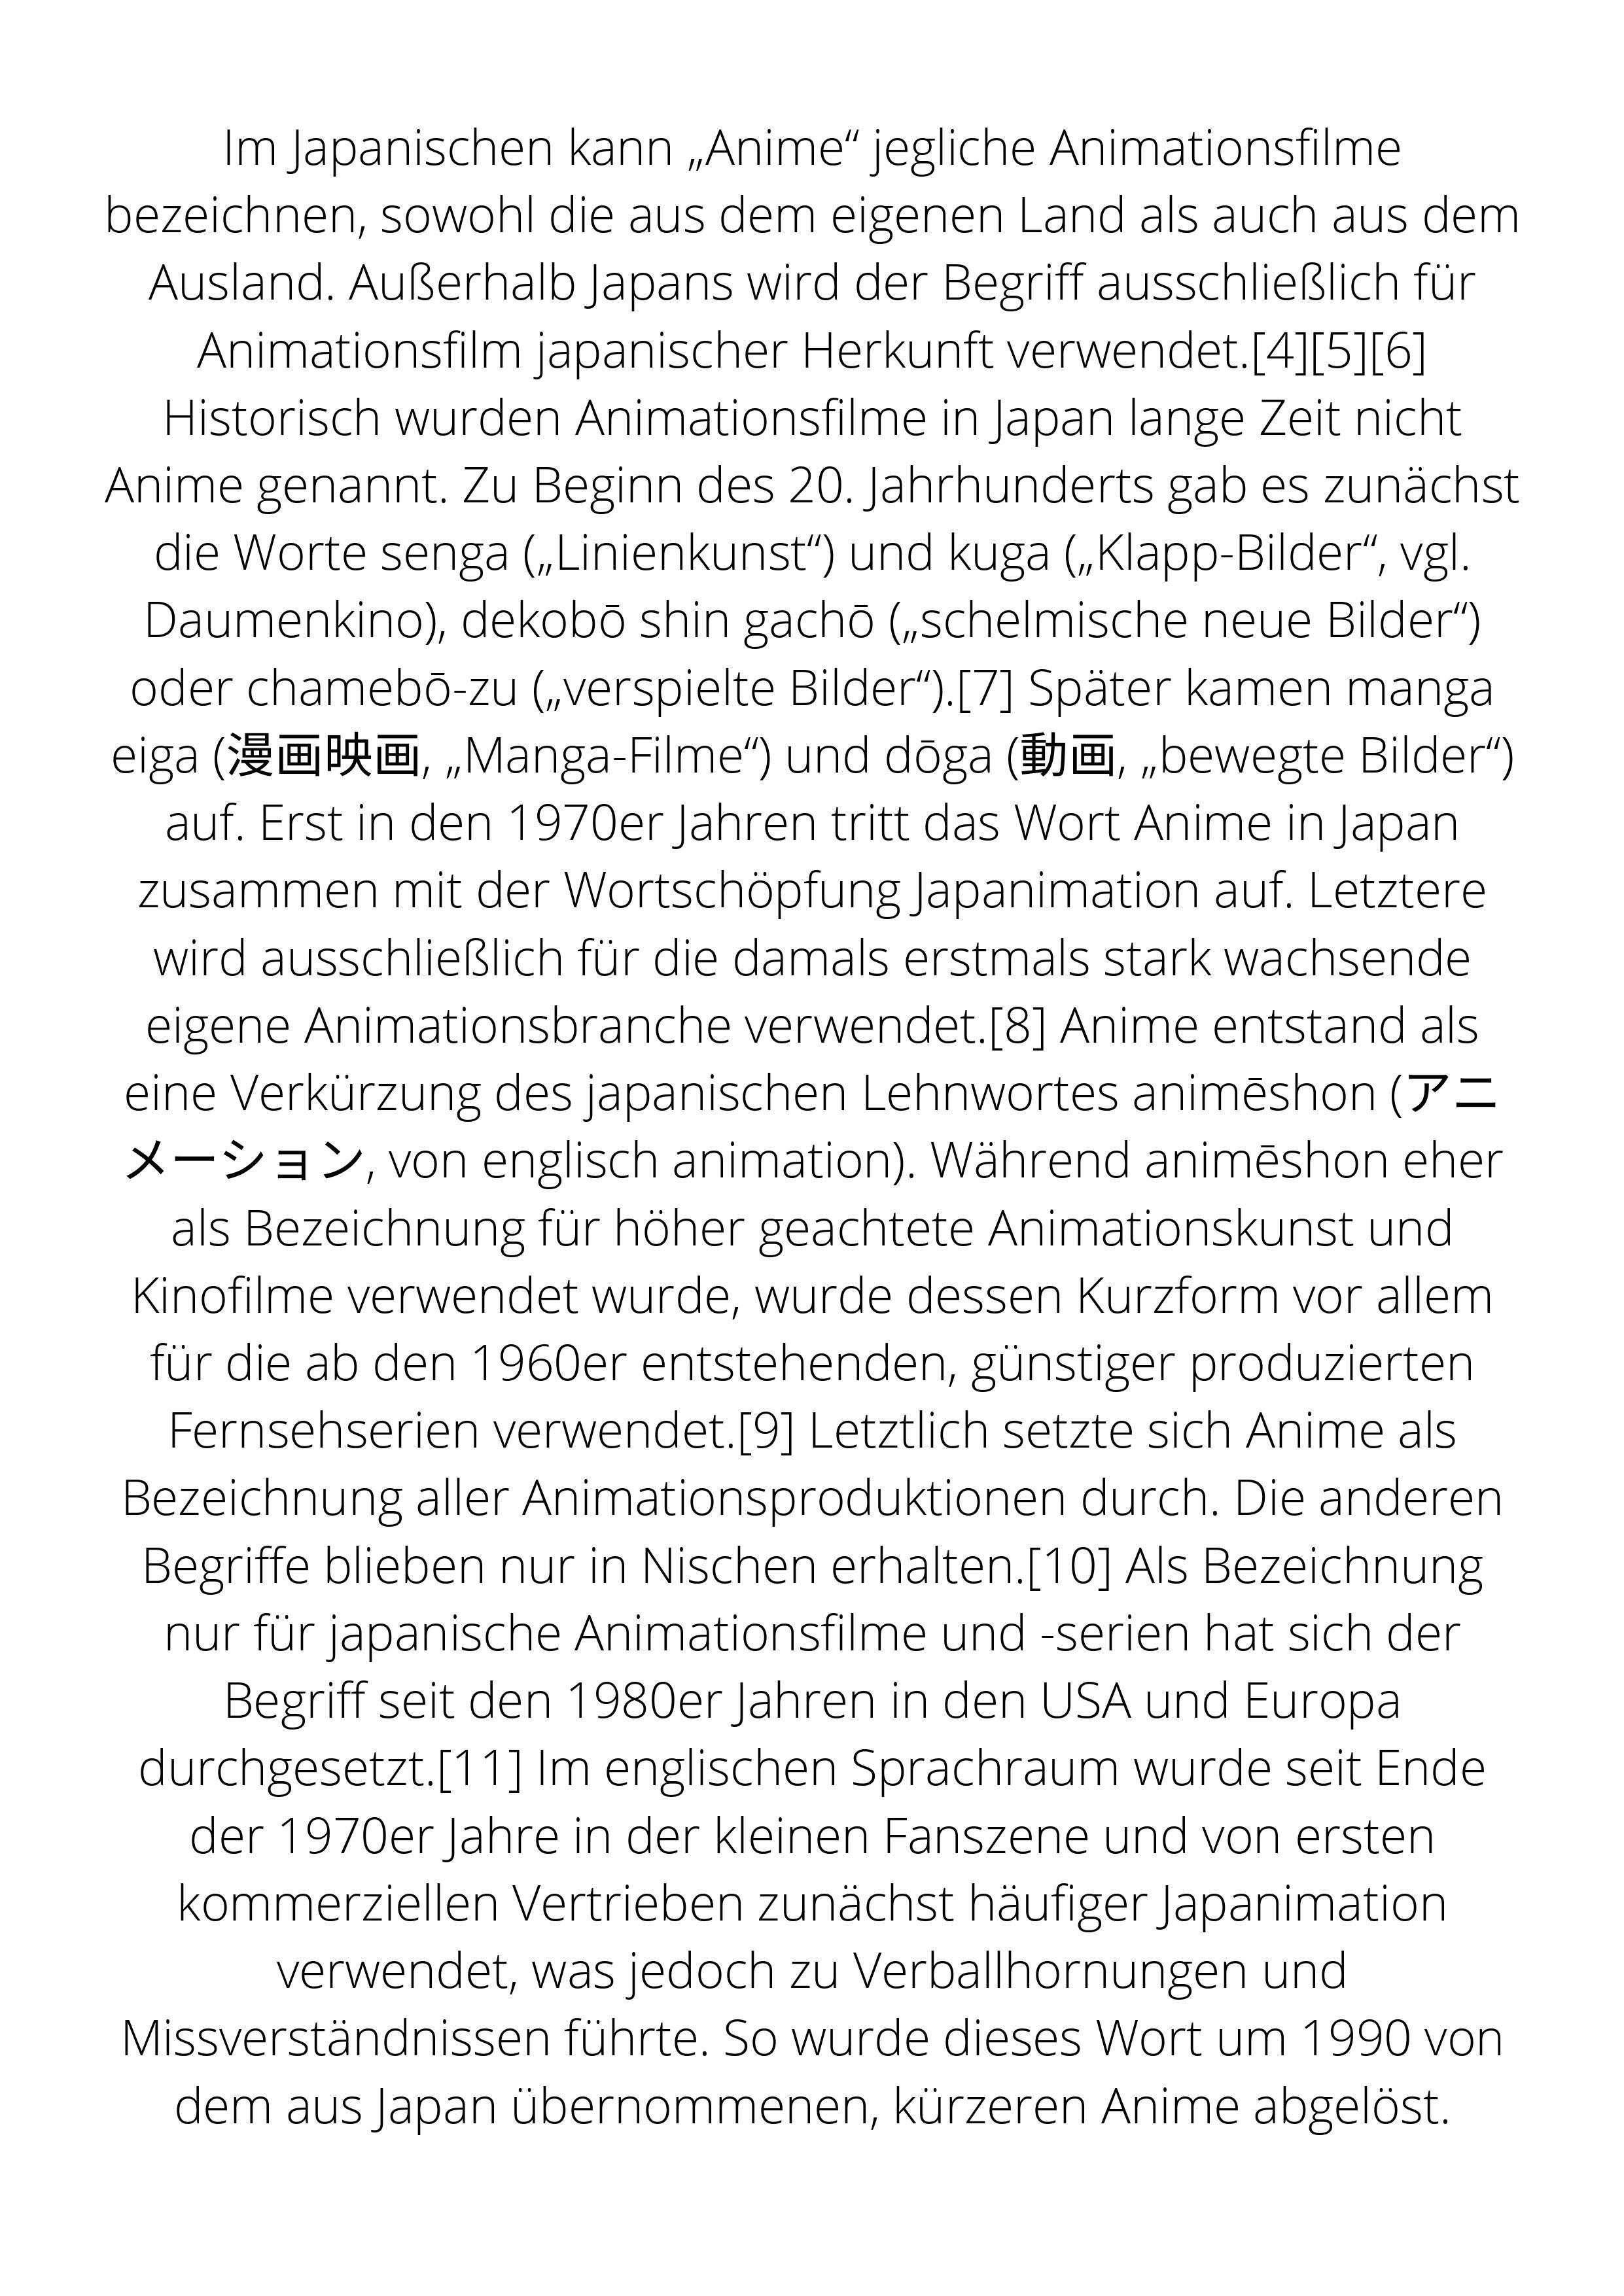 Im Japanischen kann „Anime“ jegliche Animationsfilme
bezeichnen, sowohl die aus dem eigenen Land als auch aus dem
Ausland. Außerhalb Japans wird der Begriff ausschließlich für
Animationsfilm japanischer Herkunft verwendet.[4][5][6]
Historisch wurden Animationsfilme in Japan lange Zeit nicht
Anime genannt. Zu Beginn des 20. Jahrhunderts gab es zunächst
die Worte senga („Linienkunst“) und kuga („Klapp-Bilder“, vgl.
Daumenkino), dekobō shin gachō („schelmische neue Bilder“)
oder chamebō-zu („verspielte Bilder“).[7] Später kamen manga
eiga (漫画映画, „Manga-Filme“) und dōga (動画, „bewegte Bilder“)
auf. Erst in den 1970er Jahren tritt das Wort Anime in Japan
zusammen mit der Wortschöpfung Japanimation auf. Letztere
wird ausschließlich für die damals erstmals stark wachsende
eigene Animationsbranche verwendet.[8] Anime entstand als
eine Verkürzung des japanischen Lehnwortes animēshon (アニ
メーション, von englisch animation). Während animēshon eher
als Bezeichnung für höher geachtete Animationskunst und
Kinofilme verwendet wurde, wurde dessen Kurzform vor allem
für die ab den 1960er entstehenden, günstiger produzierten
Fernsehserien verwendet.[9] Letztlich setzte sich Anime als
Bezeichnung aller Animationsproduktionen durch. Die anderen
Begriffe blieben nur in Nischen erhalten.[10] Als Bezeichnung
nur für japanische Animationsfilme und -serien hat sich der
Begriff seit den 1980er Jahren in den USA und Europa
durchgesetzt.[11] Im englischen Sprachraum wurde seit Ende
der 1970er Jahre in der kleinen Fanszene und von ersten
kommerziellen Vertrieben zunächst häufiger Japanimation
verwendet, was jedoch zu Verballhornungen und
Missverständnissen führte. So wurde dieses Wort um 1990 von
dem aus Japan übernommenen, kürzeren Anime abgelöst.